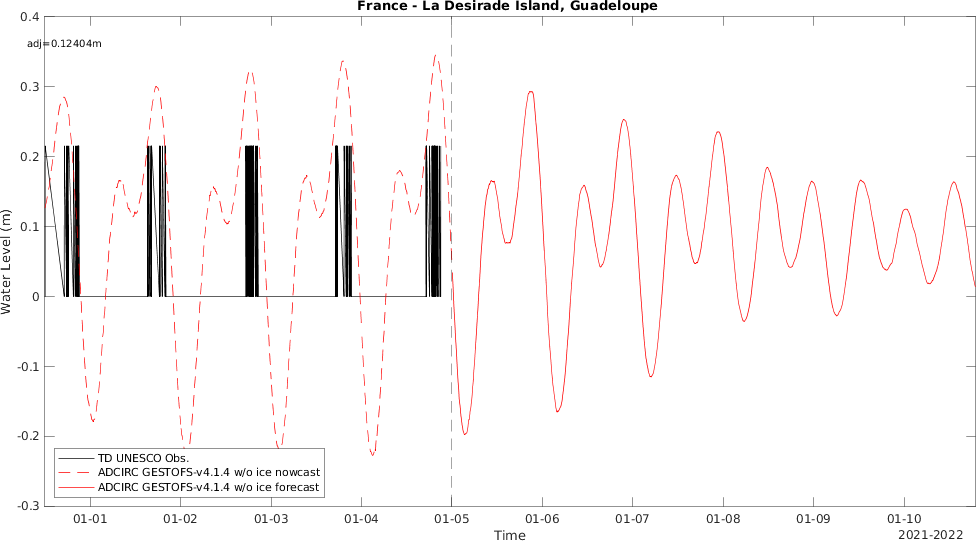 France - La Desirade Island, Guadeloupe
adj=0.12404m
0.4
0.3
0.2
0.1
0
-0.1
-0.2
-0.3
Water Level (m)
TD UNESCO Obs.
ADCIRC GESTOFS-v4.1.4 w/o ice nowcast
ADCIRC GESTOFS-v4.1.4 w/o ice forecast
01-01 01-02 01-03 01-04 01-05 01-06 01-07 01-08 01-09 01-10
Time
2021-2022